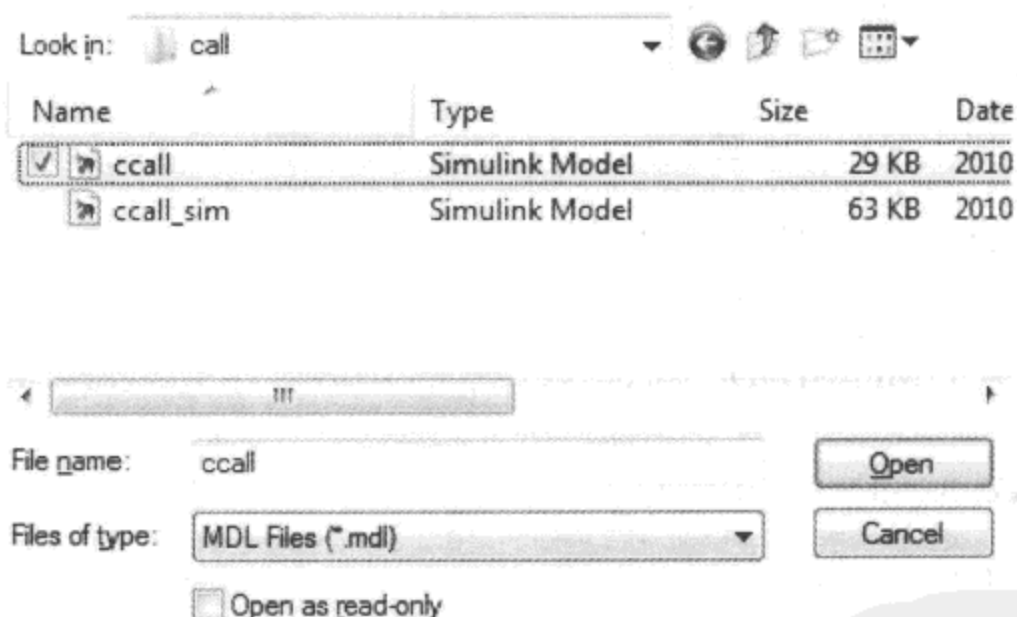 Look in: call
Name Type Size Date
ccall Simulink Model 29 KB 2010
ccall_sim Simulink Model 63 KB 2010
File name: ccall Open
Files of type: MDL Files (*.mdl) Cancel
Open as read-only